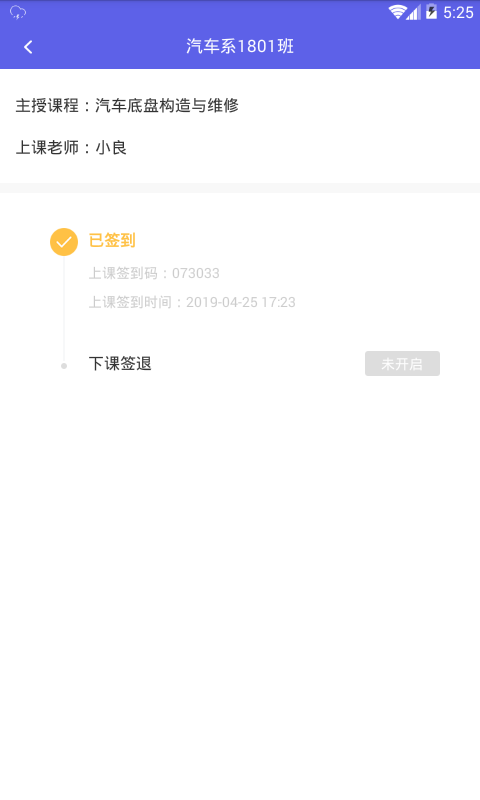 5:25
汽车系1801班
主授课程：汽车底盘构造与维修
上课老师：小良
已签到
上课签到码：073033
上课签到时间：2019-04-25 17:23
下课签退
未开启